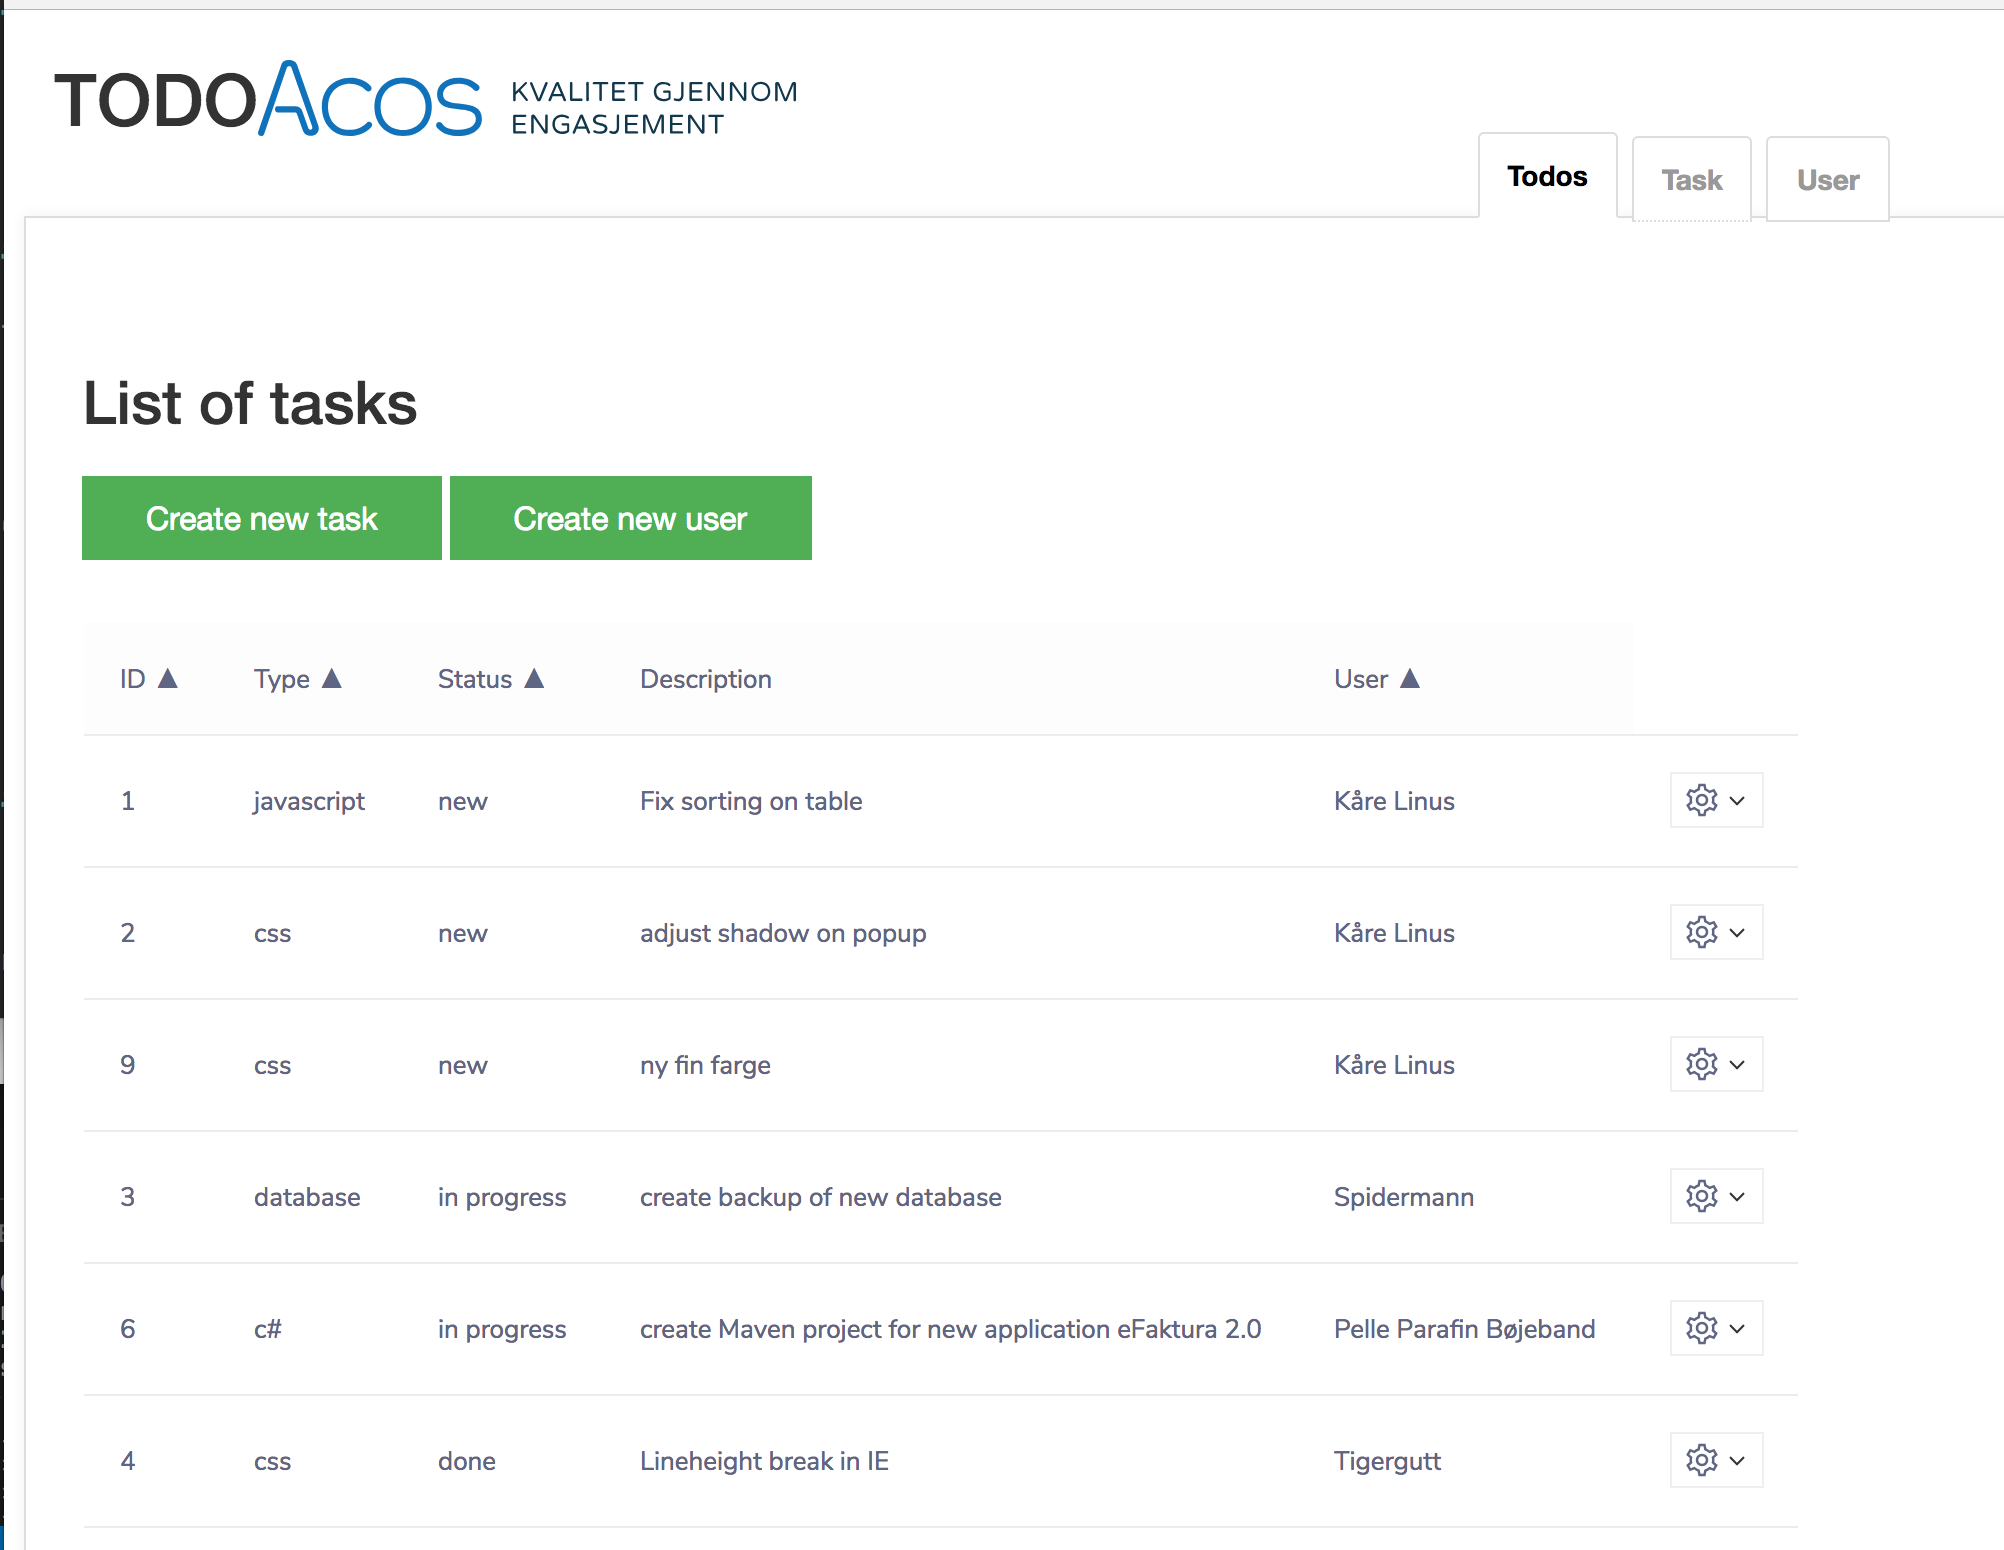 TODOACOS KVALITET GJENNOM
ENGASJEMENT
Todos Task User
List of tasks
Create new task Create new user
ID ▲ Type ▲ Status ▲ Description User ▲
1 javascript new Fix sorting on table Kåre Linus
2 css new adjust shadow on popup Kåre Linus
9 css new ny fin farge Kåre Linus
3 database in progress create backup of new database Spidermann
6 c# in progress create Maven project for new application eFaktura 2.0 Pelle Parafin Bøjeband
4 css done Lineheight break in IE Tigergutt